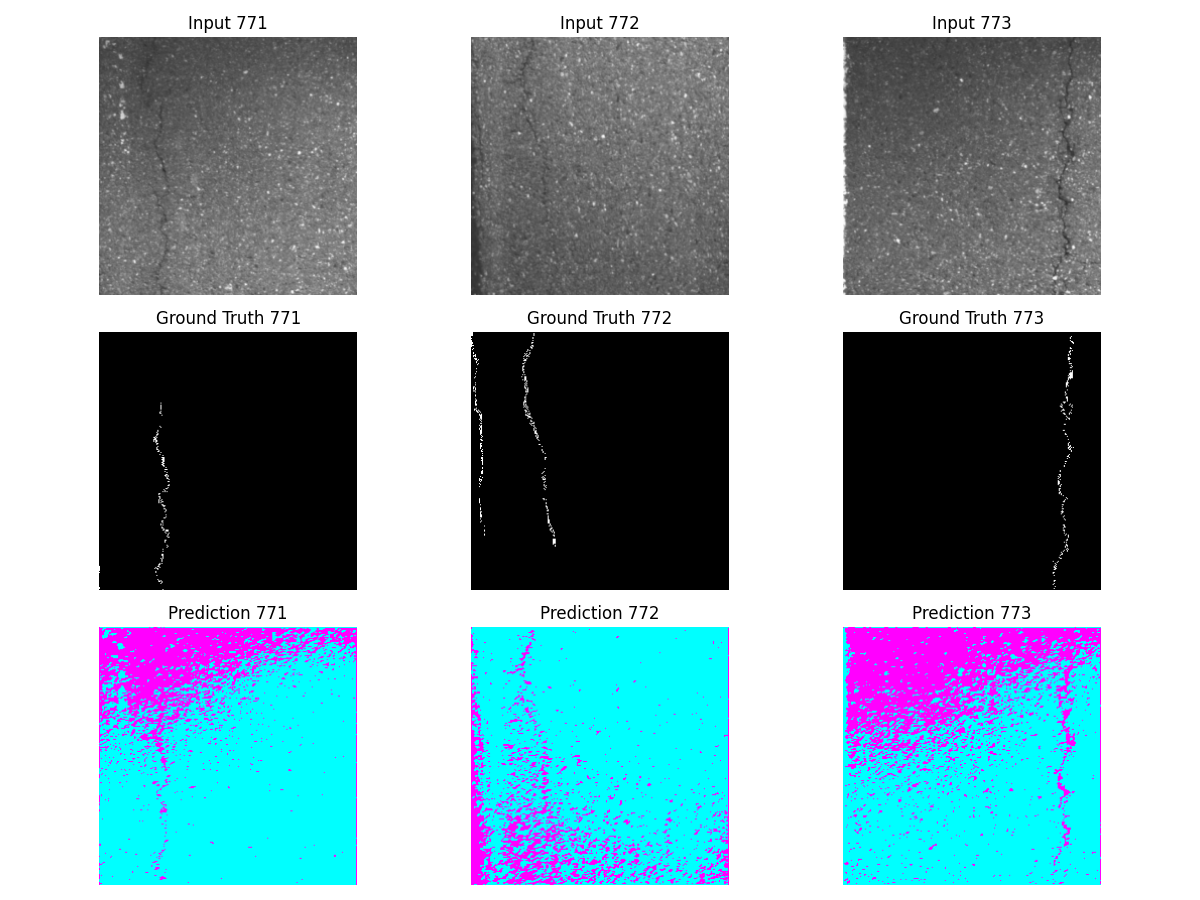 Input 771
Input 772
Input 773
Ground Truth 771
Ground Truth 772
Ground Truth 773
Prediction 771
Prediction 772
Prediction 773